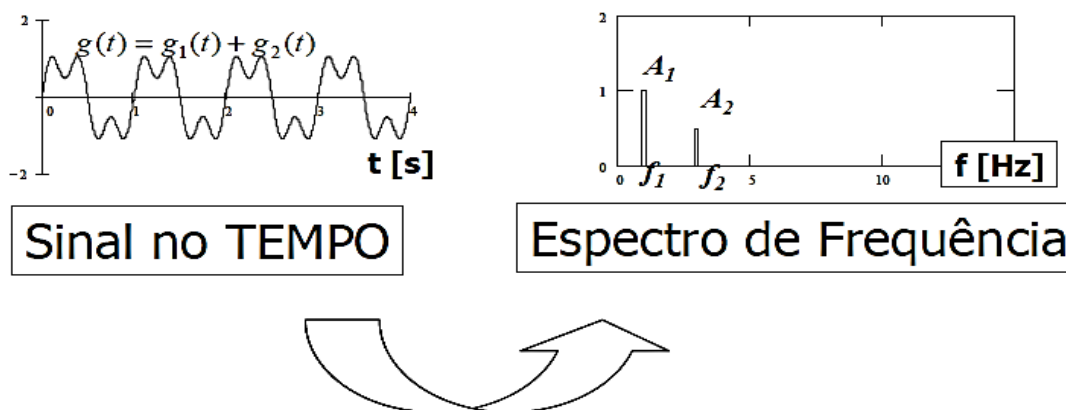 2
g(t) = g₁(t) + g₂(t)
0 1 2 3 4
t [s]
−2
Sinal no TEMPO
2
A₁
A₂
1
0
0 f₁ f₂ 5 10
f [Hz]
Espectro de Frequência